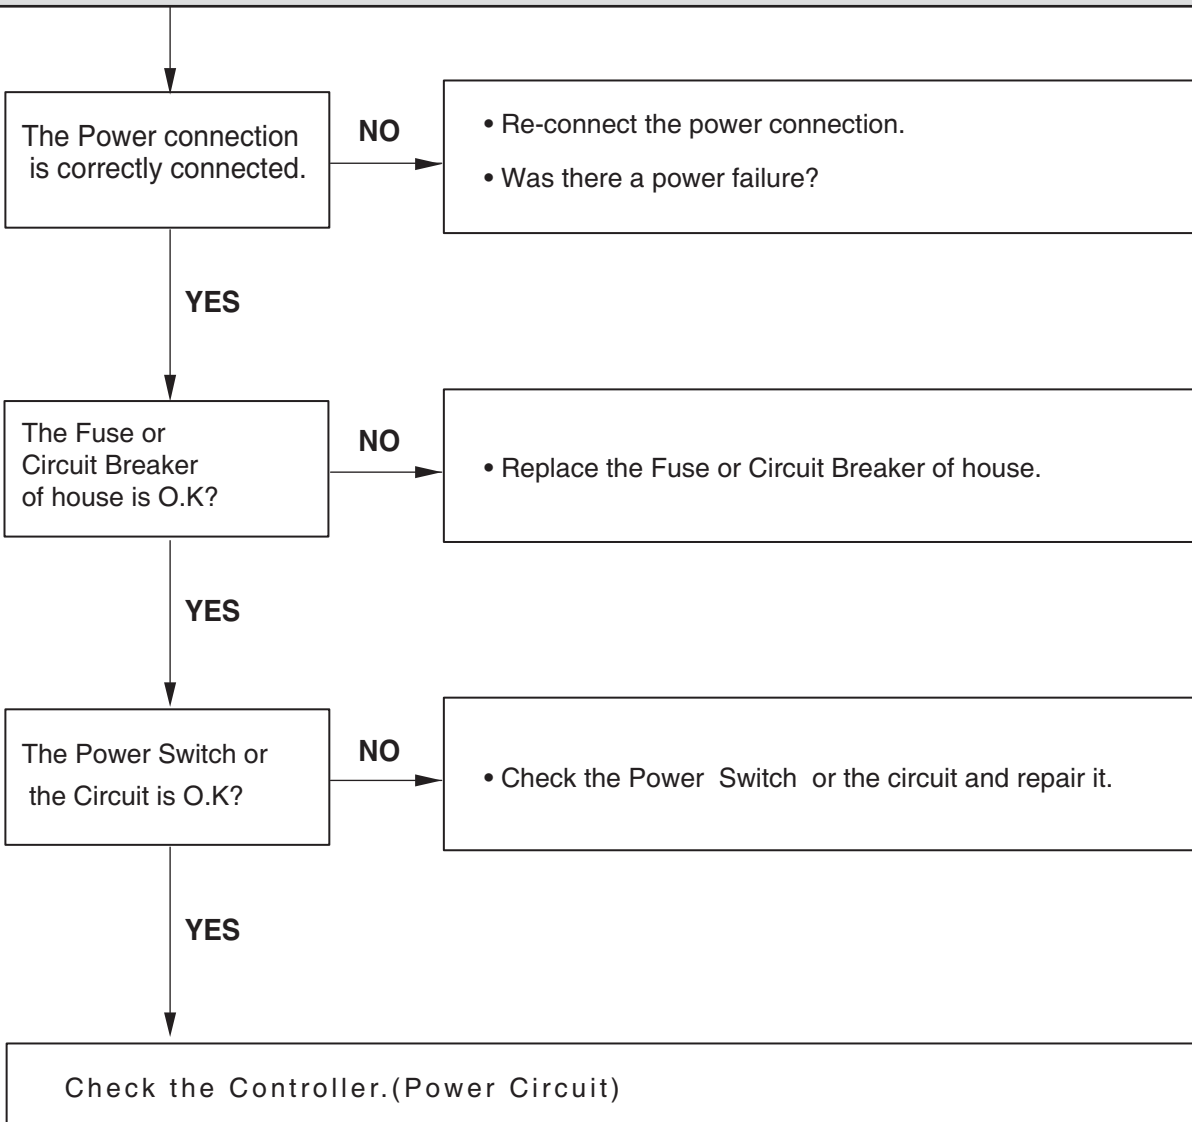 The Power connection
is correctly connected.
NO
• Re-connect the power connection.
• Was there a power failure?
YES
The Fuse or
Circuit Breaker
of house is O.K?
NO
• Replace the Fuse or Circuit Breaker of house.
YES
The Power Switch or
the Circuit is O.K?
NO
• Check the Power Switch or the circuit and repair it.
YES
Check the Controller.(Power Circuit)